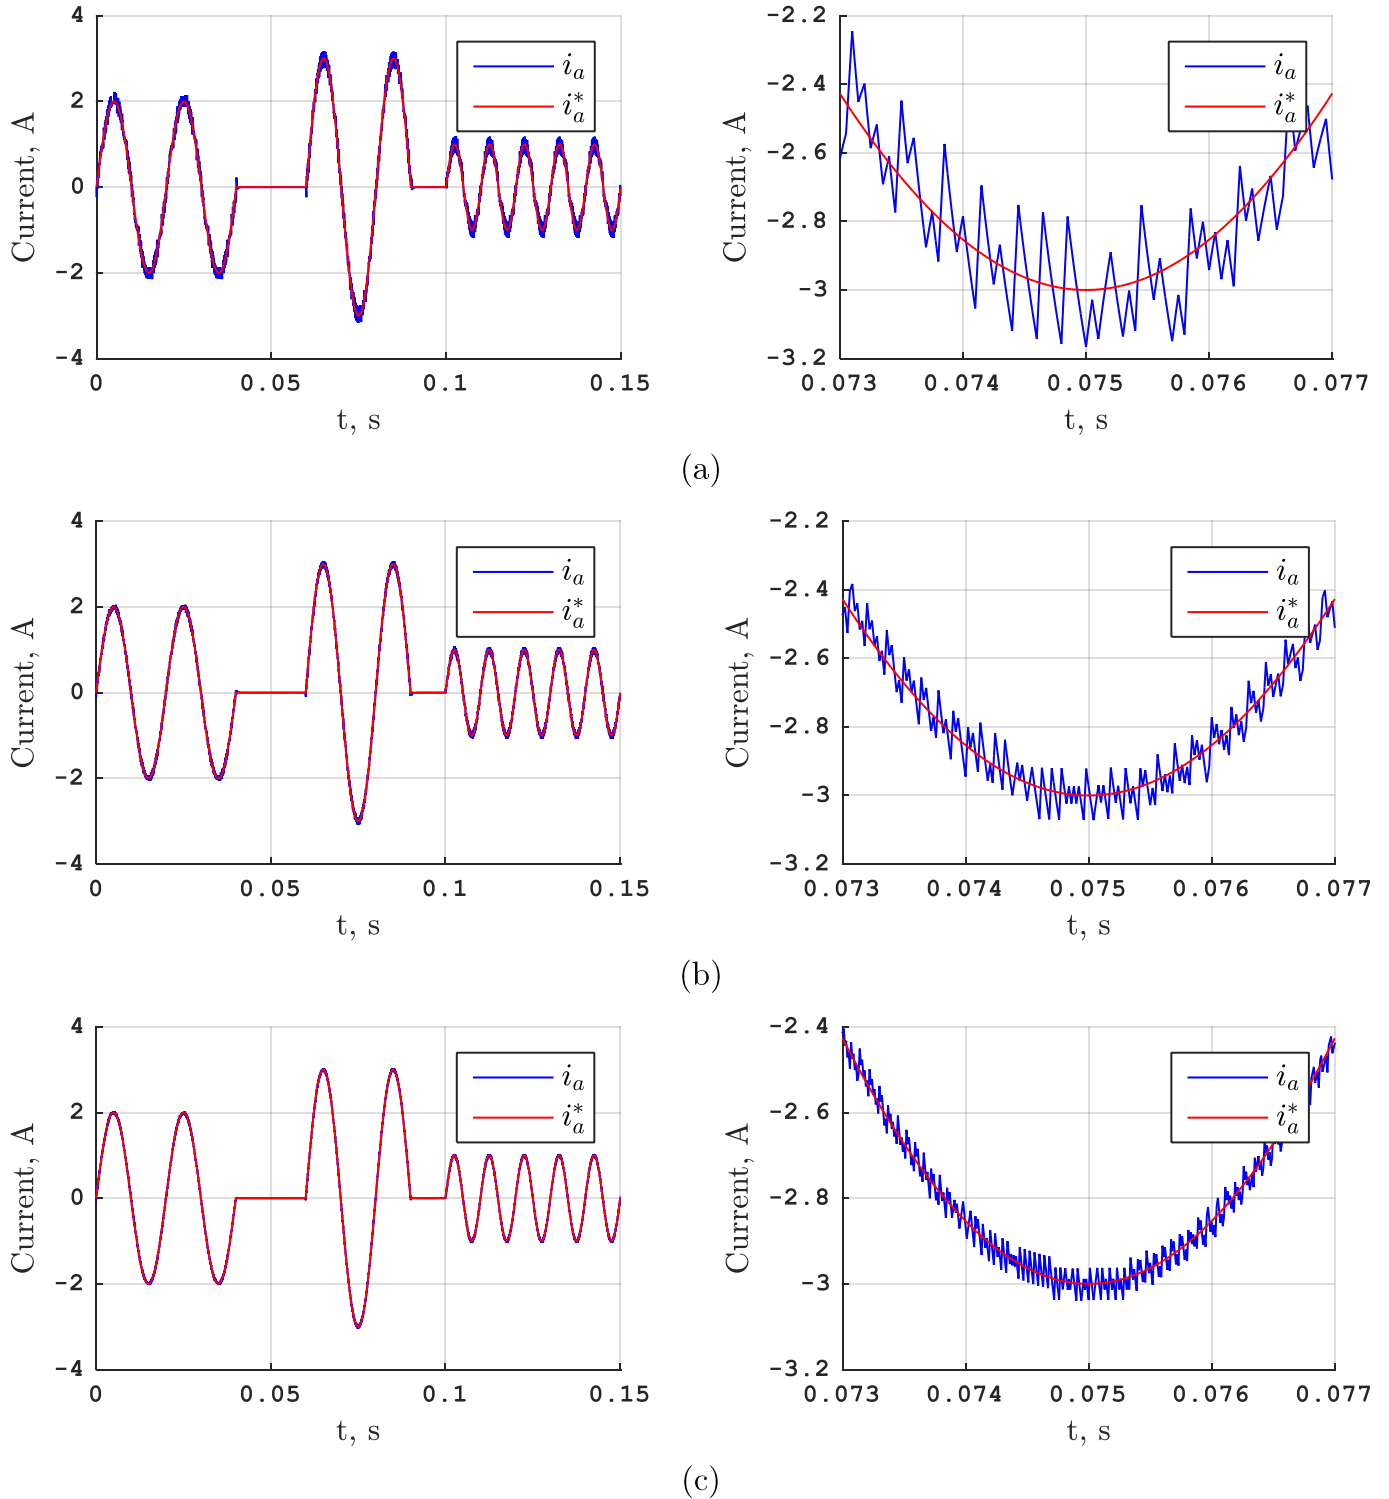 4
2
0
-2
-4
Current, A
i_a
i_a^*
0 0.05 0.1 0.15
t, s
-2.2
-2.4
-2.6
-2.8
-3
-3.2
Current, A
i_a
i_a^*
0.073 0.074 0.075 0.076 0.077
t, s
(a)
4
2
0
-2
-4
Current, A
i_a
i_a^*
0 0.05 0.1 0.15
t, s
-2.2
-2.4
-2.6
-2.8
-3
-3.2
Current, A
i_a
i_a^*
0.073 0.074 0.075 0.076 0.077
t, s
(b)
4
2
0
-2
-4
Current, A
i_a
i_a^*
0 0.05 0.1 0.15
t, s
-2.4
-2.6
-2.8
-3
-3.2
Current, A
i_a
i_a^*
0.073 0.074 0.075 0.076 0.077
t, s
(c)